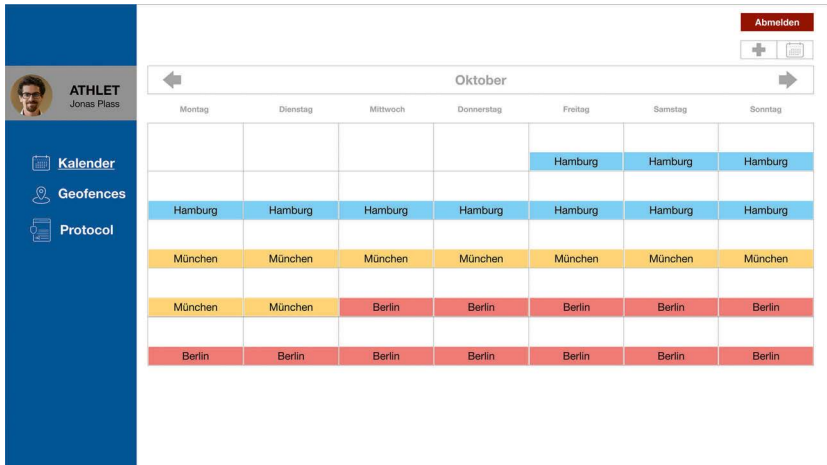 Abmelden
ATHLET
Jonas Plass
Kalender
Geofences
Protocol
Oktober
Montag Dienstag Mittwoch Donnerstag Freitag Samstag Sonntag
Hamburg Hamburg Hamburg
Hamburg Hamburg Hamburg Hamburg Hamburg Hamburg Hamburg
München München München München München München München
München München Berlin Berlin Berlin Berlin Berlin
Berlin Berlin Berlin Berlin Berlin Berlin Berlin